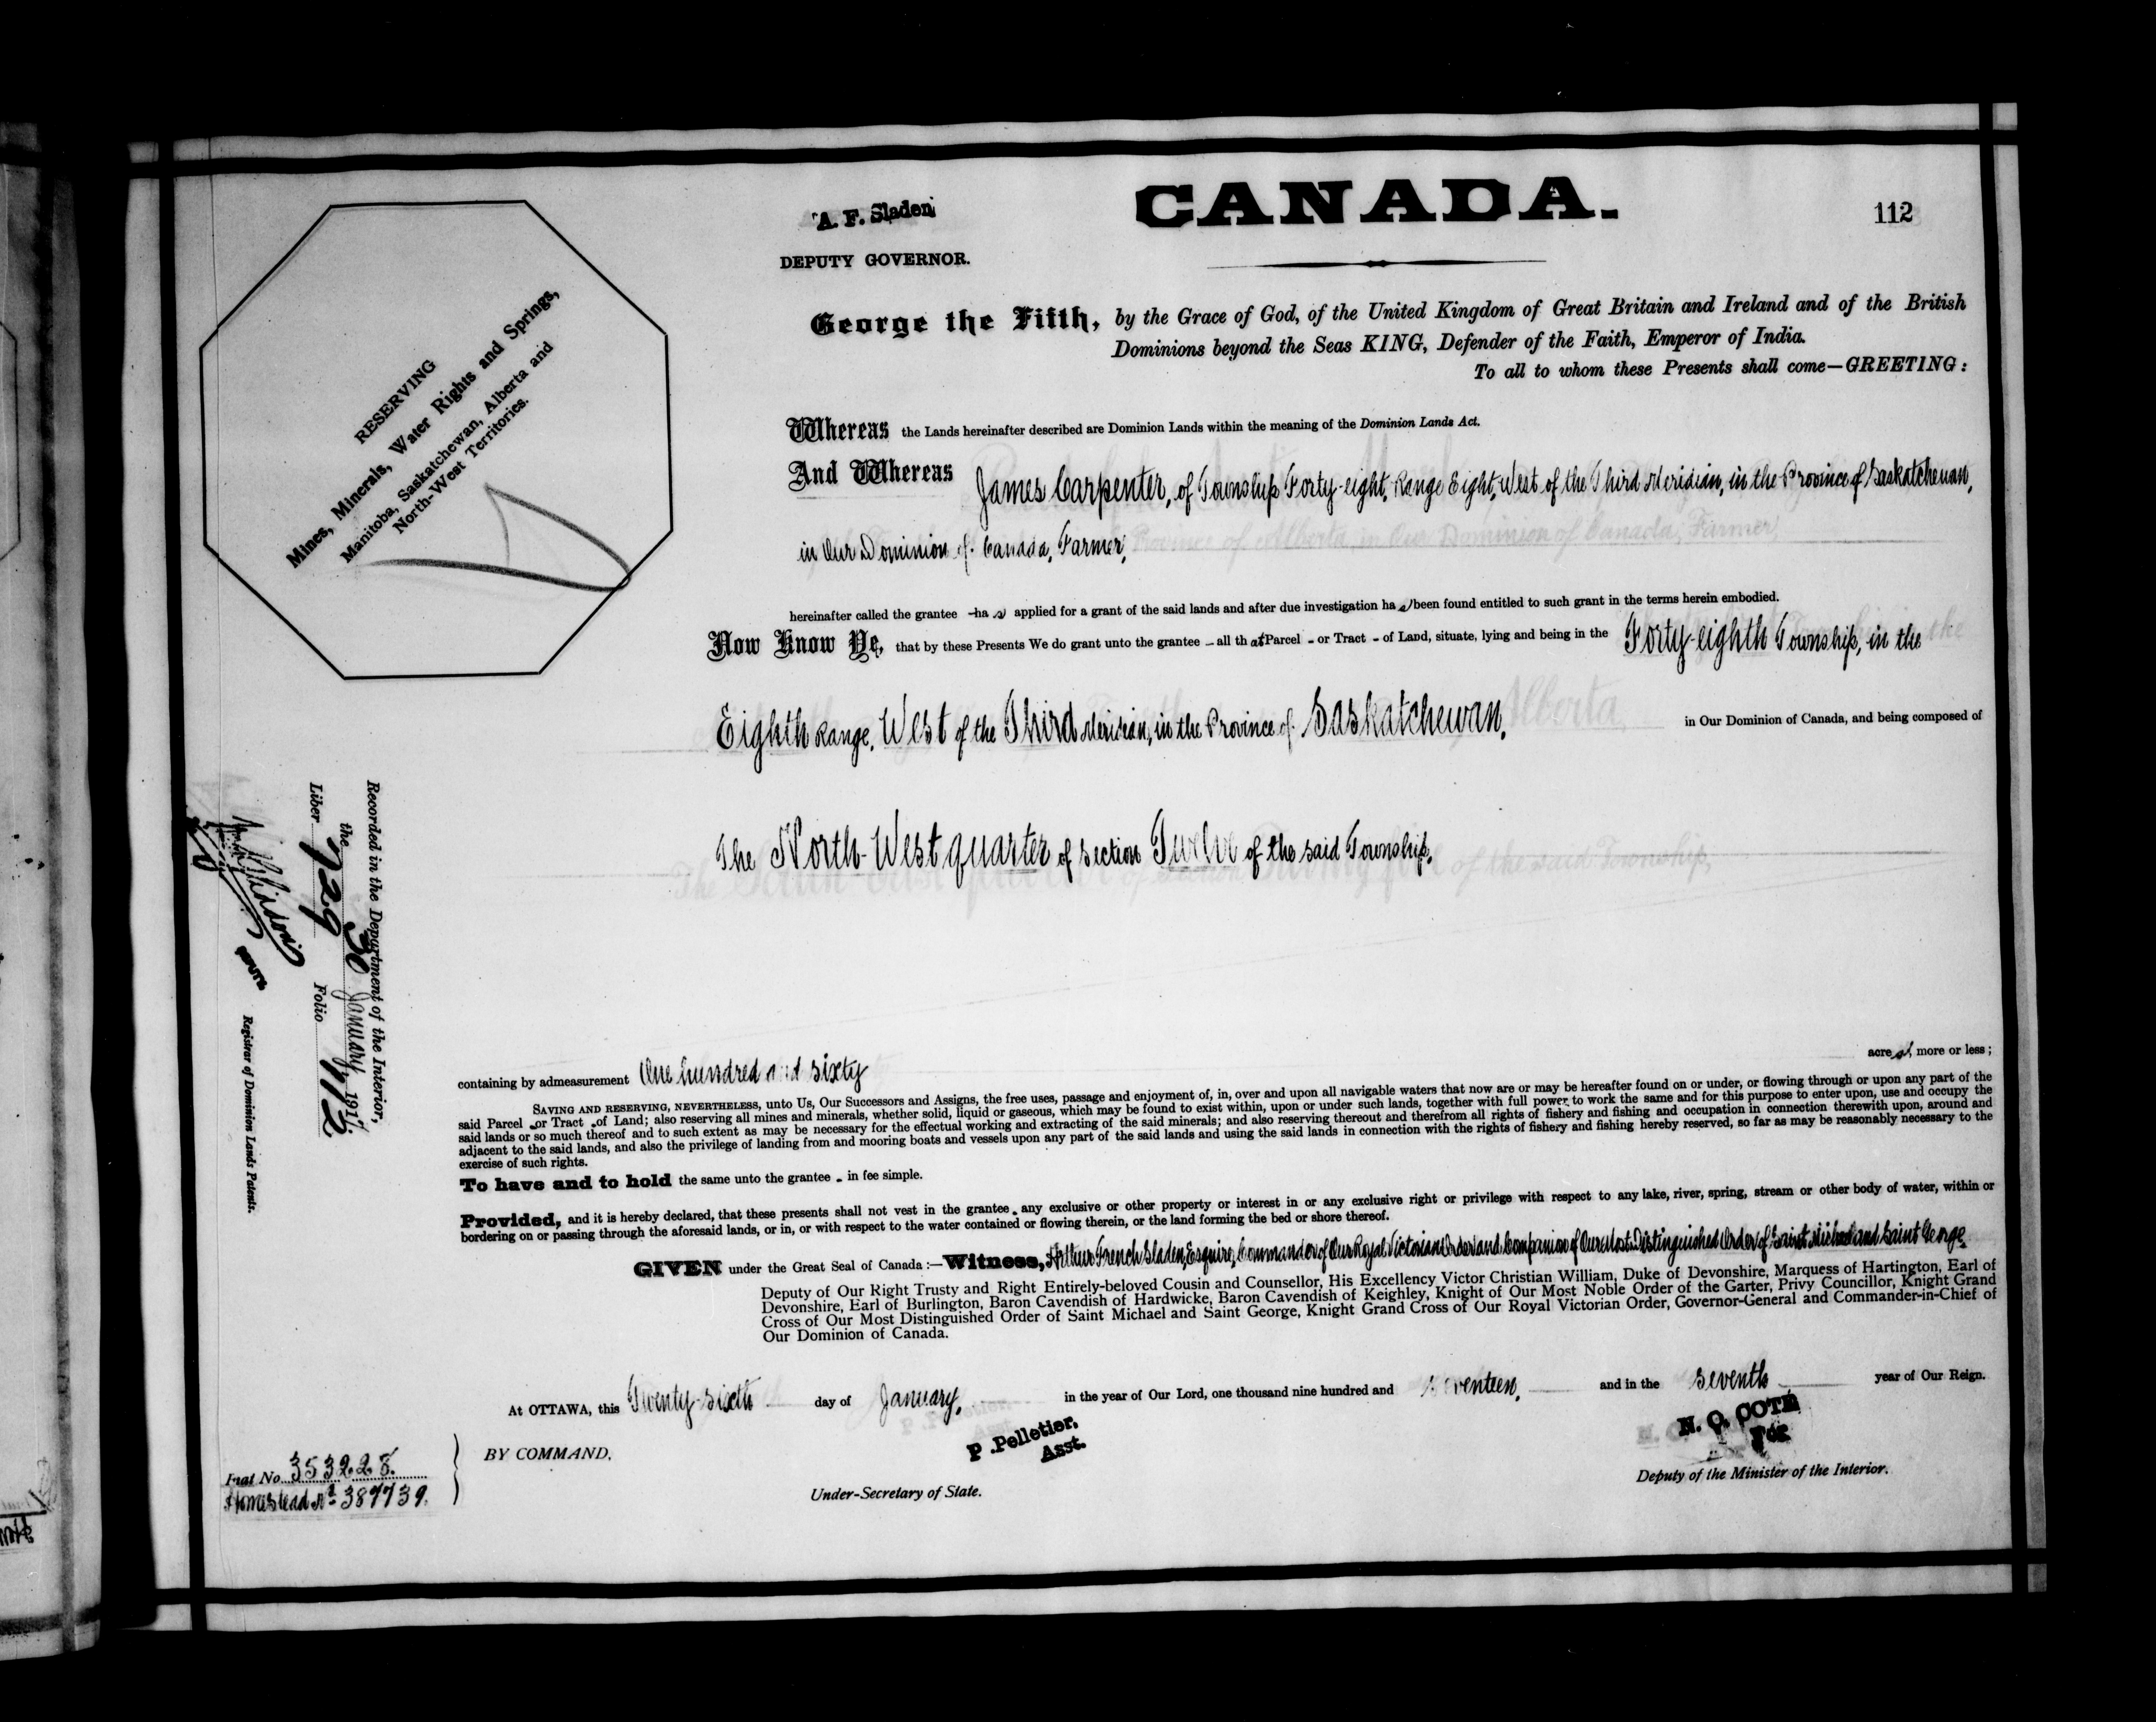 A. F. Sladen
DEPUTY GOVERNOR.
CANADA.
112
George the Fifth, by the Grace of God, of the United Kingdom of Great Britain and Ireland and of the British
Dominions beyond the Seas KING, Defender of the Faith, Emperor of India.
To all to whom these Presents shall come—GREETING:
RESERVING
Mines, Minerals, Water Rights and Springs,
Manitoba, Saskatchewan, Alberta and
North-West Territories.
Whereas the Lands hereinafter described are Dominion Lands within the meaning of the Dominion Lands Act.
And Whereas James Carpenter, of Township Forty-eight, Range Eight, West of the Third Meridian, in the Province of Saskatchewan,
in Our Dominion of Canada, Farmer,
hereinafter called the grantee - ha s applied for a grant of the said lands and after due investigation ha s been found entitled to such grant in the terms herein embodied.
Now Know Ye, that by these Presents We do grant unto the grantee - all th at Parcel - or Tract - of Land, situate, lying and being in the Forty-eighth Township, in the
Eighth Range, West of the Third Meridian, in the Province of Saskatchewan, in Our Dominion of Canada, and being composed of
The North-West quarter of Section Twelve of the said Township.
Recorded in the Department of the Interior,
the 30 January 1917
Liber 729 Folio 112
DEPUTY Registrar of Dominion Lands Patents.
containing by admeasurement One hundred and sixty acre s, more or less;
SAVING AND RESERVING, NEVERTHELESS, unto Us, Our Successors and Assigns, the free uses, passage and enjoyment of, in, over and upon all navigable waters that now are or may be hereafter found on or under, or flowing through or upon any part of the
said Parcel - or Tract - of Land; also reserving all mines and minerals, whether solid, liquid or gaseous, which may be found to exist within, upon or under such lands, together with full power to work the same and for this purpose to enter upon, use and occupy the
said lands or so much thereof and to such extent as may be necessary for the effectual working and extracting of the said minerals; and also reserving thereout and therefrom all rights of fishery and fishing and occupation in connection therewith upon, around and
adjacent to the said lands, and also the privilege of landing from and mooring boats and vessels upon any part of the said lands and using the said lands in connection with the rights of fishery and fishing hereby reserved, so far as may be reasonably necessary to the
exercise of such rights.
To have and to hold the same unto the grantee - in fee simple.
Provided, and it is hereby declared, that these presents shall not vest in the grantee - any exclusive or other property or interest in or any exclusive right or privilege with respect to any lake, river, spring, stream or other body of water, within or
bordering on or passing through the aforesaid lands, or in, or with respect to the water contained or flowing therein, or the land forming the bed or shore thereof.
GIVEN under the Great Seal of Canada:—Witness, Arthur French Sladen, Esquire, Commander of Our Royal Victorian Order and Companion of Our Most Distinguished Order of Saint Michael and Saint George
Deputy of Our Right Trusty and Right Entirely-beloved Cousin and Counsellor, His Excellency Victor Christian William, Duke of Devonshire, Marquess of Hartington, Earl of
Devonshire, Earl of Burlington, Baron Cavendish of Hardwicke, Baron Cavendish of Keighley, Knight of Our Most Noble Order of the Garter, Privy Councillor, Knight Grand
Cross of Our Most Distinguished Order of Saint Michael and Saint George, Knight Grand Cross of Our Royal Victorian Order, Governor-General and Commander-in-Chief of
Our Dominion of Canada.
At OTTAWA, this Twenty-sixth day of January, in the year of Our Lord, one thousand nine hundred and seventeen, and in the seventh year of Our Reign.
BY COMMAND,
P. Pelletier,
Asst.
Under-Secretary of State.
N. O. COTE
For
Deputy of the Minister of the Interior.
Fiat No. 353228.
Homestead No 387739.